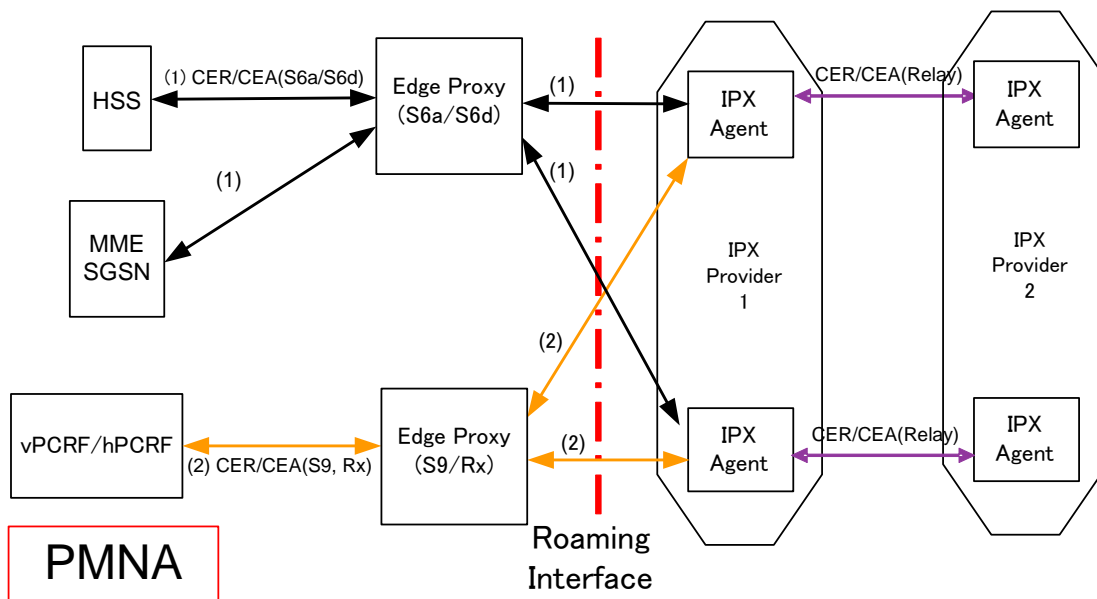 HSS
(1) CER/CEA(S6a/S6d)
Edge Proxy
(S6a/S6d)
(1)
IPX
Agent
CER/CEA(Relay)
IPX
Agent
(1)
(1)
MME
SGSN
IPX
Provider
1
IPX
Provider
2
(2)
vPCRF/hPCRF
(2) CER/CEA(S9, Rx)
Edge Proxy
(S9/Rx)
(2)
IPX
Agent
CER/CEA(Relay)
IPX
Agent
PMNA
Roaming
Interface